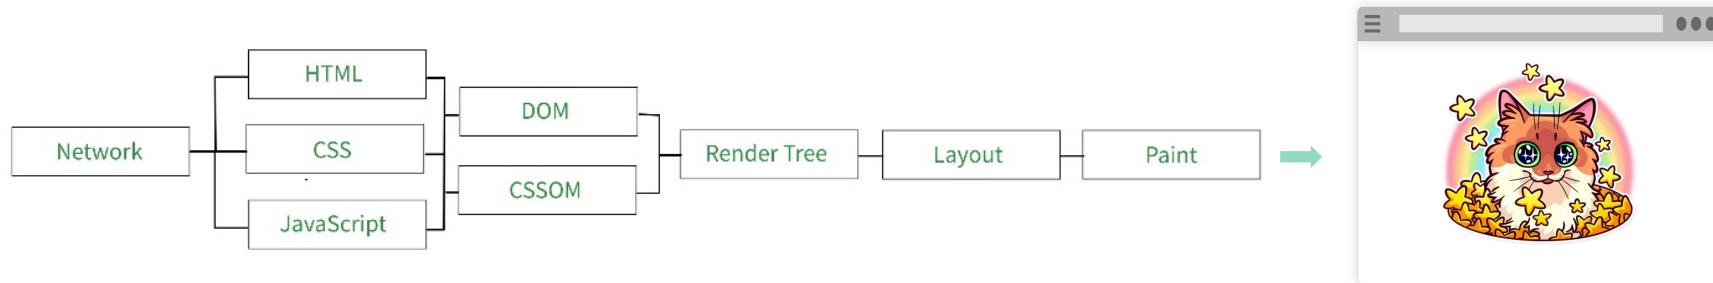 Network
HTML
CSS
JavaScript
DOM
CSSOM
Render Tree
Layout
Paint